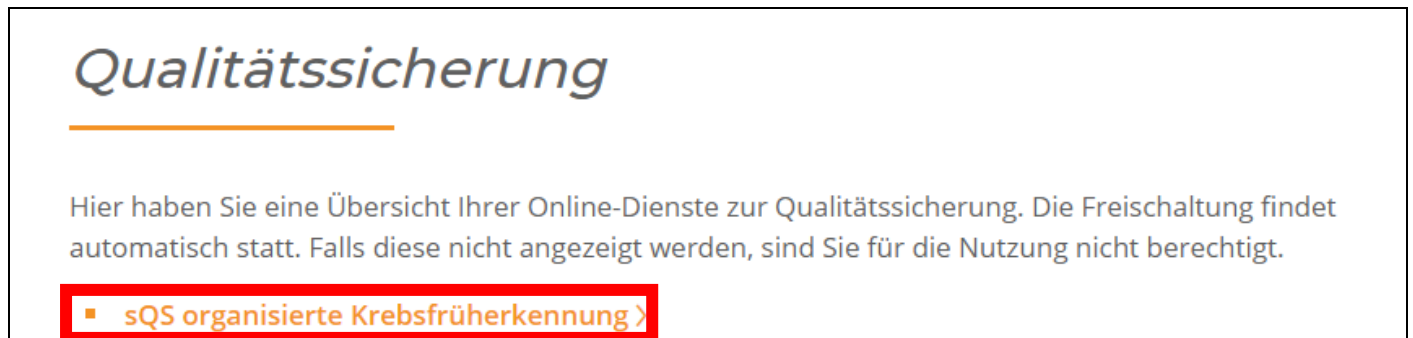 Qualitätssicherung
Hier haben Sie eine Übersicht Ihrer Online-Dienste zur Qualitätssicherung. Die Freischaltung findet
automatisch statt. Falls diese nicht angezeigt werden, sind Sie für die Nutzung nicht berechtigt.
sQS organisierte Krebsfrüherkennung